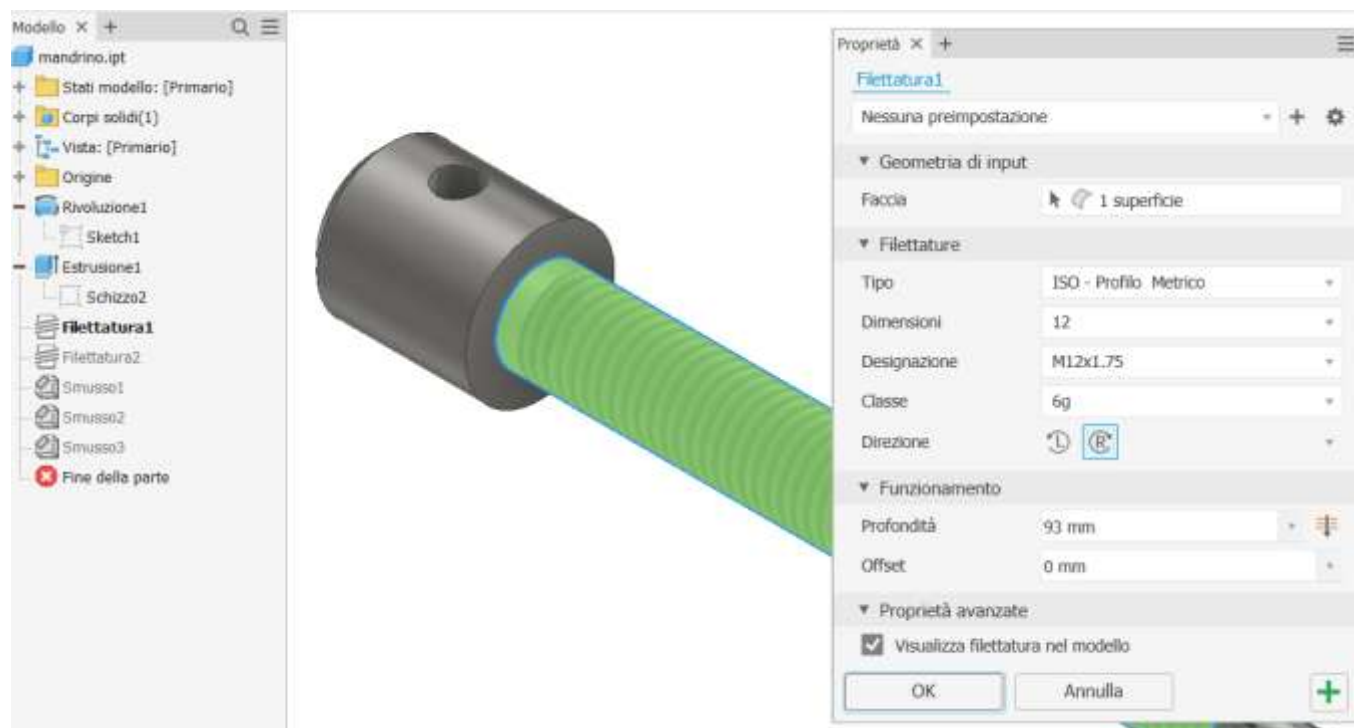 Modello
mandrino.ipt
Stati modello: [Primario]
Corpi solidi(1)
Vista: [Primario]
Origine
Rivoluzione1
Sketch1
Estrusione1
Schizzo2
Filettatura1
Filettatura2
Smusso1
Smusso2
Smusso3
Fine della parte
Proprietà
Filettatura1
Nessuna preimpostazione
Geometria di input
Faccia 1 superficie
Filettature
Tipo ISO - Profilo Metrico
Dimensioni 12
Designazione M12x1.75
Classe 6g
Direzione L R
Funzionamento
Profondità 93 mm
Offset 0 mm
Proprietà avanzate
Visualizza filettatura nel modello
OK Annulla